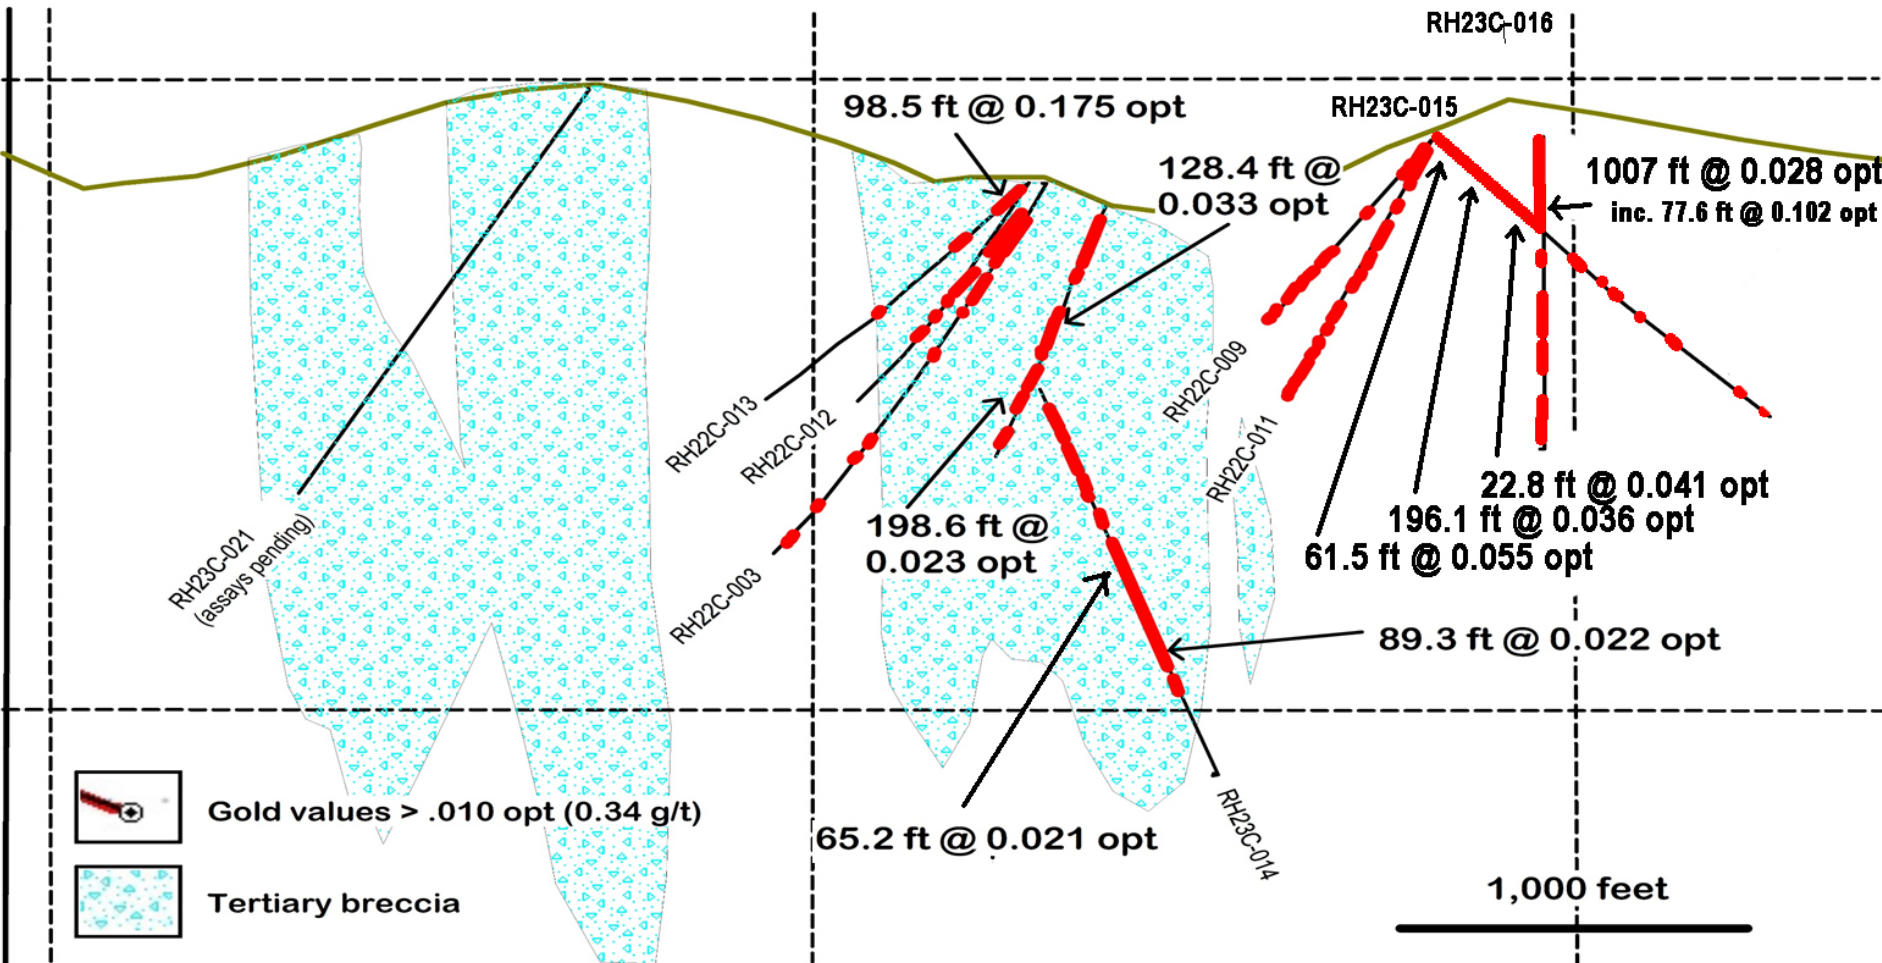 RH23C-016
98.5 ft @ 0.175 opt
RH23C-015
128.4 ft @
0.033 opt
1007 ft @ 0.028 opt
inc. 77.6 ft @ 0.102 opt
RH22C-009
RH22C-013
RH22C-012
RH22C-011
22.8 ft @ 0.041 opt
196.1 ft @ 0.036 opt
61.5 ft @ 0.055 opt
198.6 ft @
0.023 opt
RH23C-021
(assays pending)
RH22C-003
89.3 ft @ 0.022 opt
65.2 ft @ 0.021 opt
RH23C-014
Gold values > .010 opt (0.34 g/t)
Tertiary breccia
1,000 feet